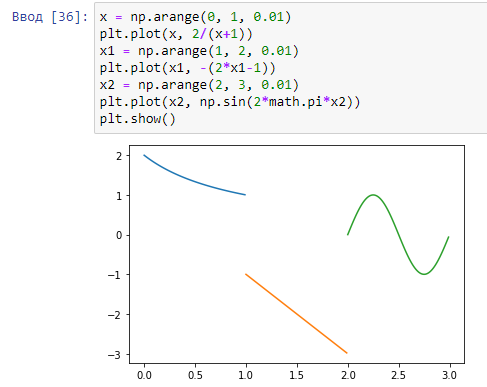 Ввод [36]: x = np.arange(0, 1, 0.01)
plt.plot(x, 2/(x+1))
x1 = np.arange(1, 2, 0.01)
plt.plot(x1, -(2*x1-1))
x2 = np.arange(2, 3, 0.01)
plt.plot(x2, np.sin(2*math.pi*x2))
plt.show()
2
1
0
−1
−2
−3
0.0 0.5 1.0 1.5 2.0 2.5 3.0